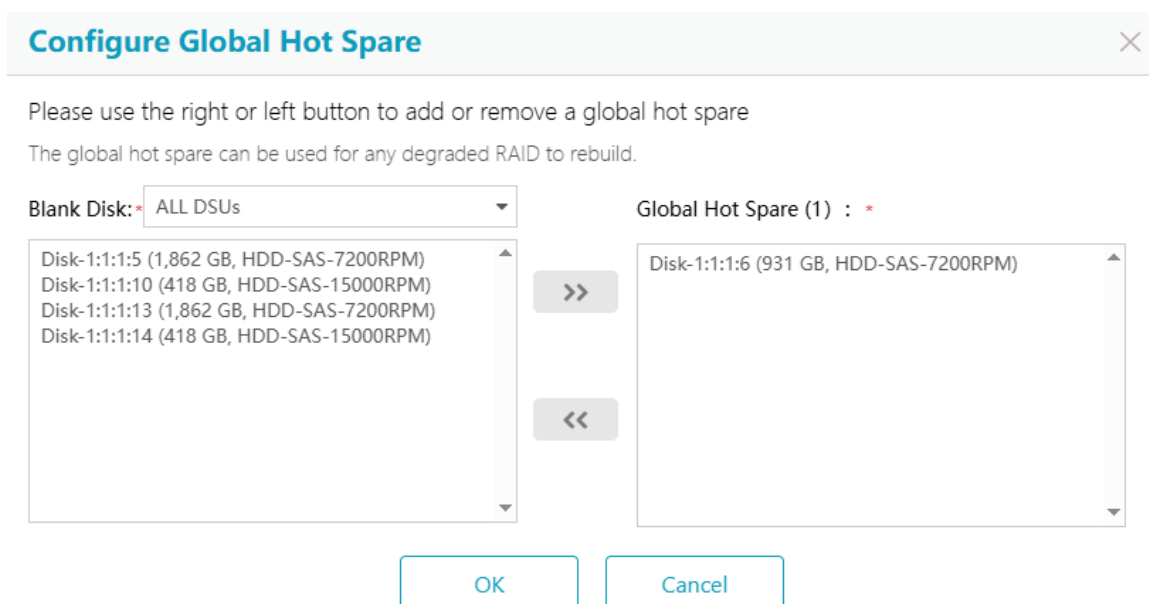 Configure Global Hot Spare
Please use the right or left button to add or remove a global hot spare
The global hot spare can be used for any degraded RAID to rebuild.
Blank Disk:* ALL DSUs
Global Hot Spare (1) : *
Disk-1:1:1:5 (1,862 GB, HDD-SAS-7200RPM)
Disk-1:1:1:10 (418 GB, HDD-SAS-15000RPM)
Disk-1:1:1:13 (1,862 GB, HDD-SAS-7200RPM)
Disk-1:1:1:14 (418 GB, HDD-SAS-15000RPM)
Disk-1:1:1:6 (931 GB, HDD-SAS-7200RPM)
>>
<<
OK
Cancel